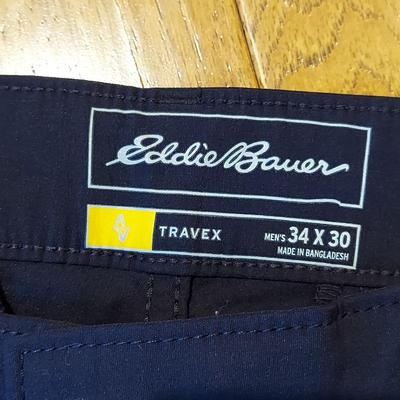 Eddie Bauer
TRAVEX MEN'S 34 X 30
MADE IN BANGLADESH